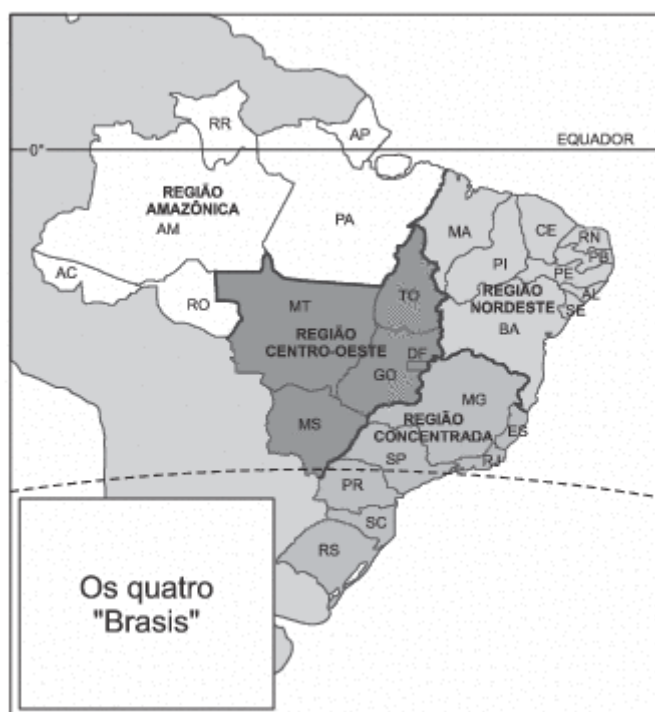 RR
AP
EQUADOR
0°
REGIÃO
AMAZÔNICA
AM
PA
MA
CE
RN
PB
PI
PE
AC
AL
REGIÃO
NORDESTE
SE
RO
MT
TO
BA
REGIÃO
CENTRO-OESTE
DF
GO
MG
MS
REGIÃO
CONCENTRADA
ES
SP
RJ
PR
SC
RS
Os quatro
"Brasis"